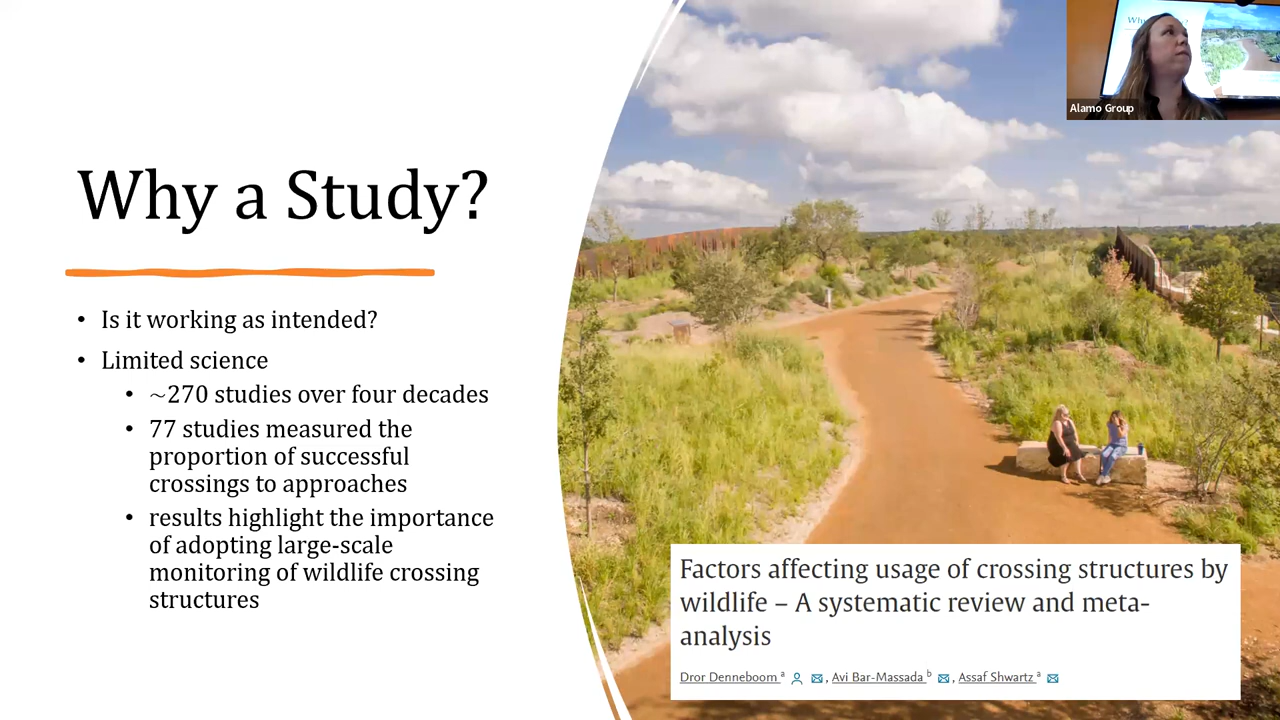 Why a Study?
• Is it working as intended?
• Limited science
• ~270 studies over four decades
• 77 studies measured the
proportion of successful
crossings to approaches
• results highlight the importance
of adopting large-scale
monitoring of wildlife crossing
structures
Alamo Group
Factors affecting usage of crossing structures by
wildlife – A systematic review and meta-
analysis
Dror Denneboom a, Avi Bar-Massada b, Assaf Shwartz a